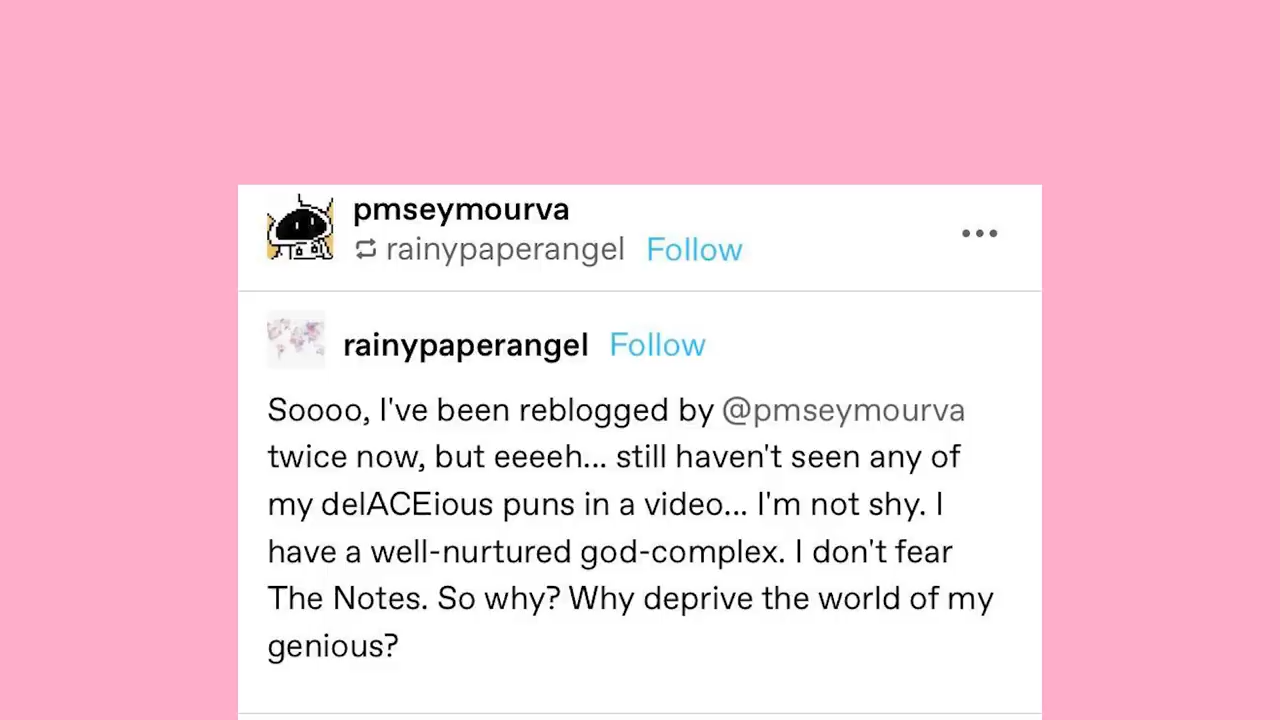 pmseymourva
rainypaperangel Follow
rainypaperangel Follow
Soooo, I've been reblogged by @pmseymourva
twice now, but eeeeh... still haven't seen any of
my delACEious puns in a video... I'm not shy. I
have a well-nurtured god-complex. I don't fear
The Notes. So why? Why deprive the world of my
genious?